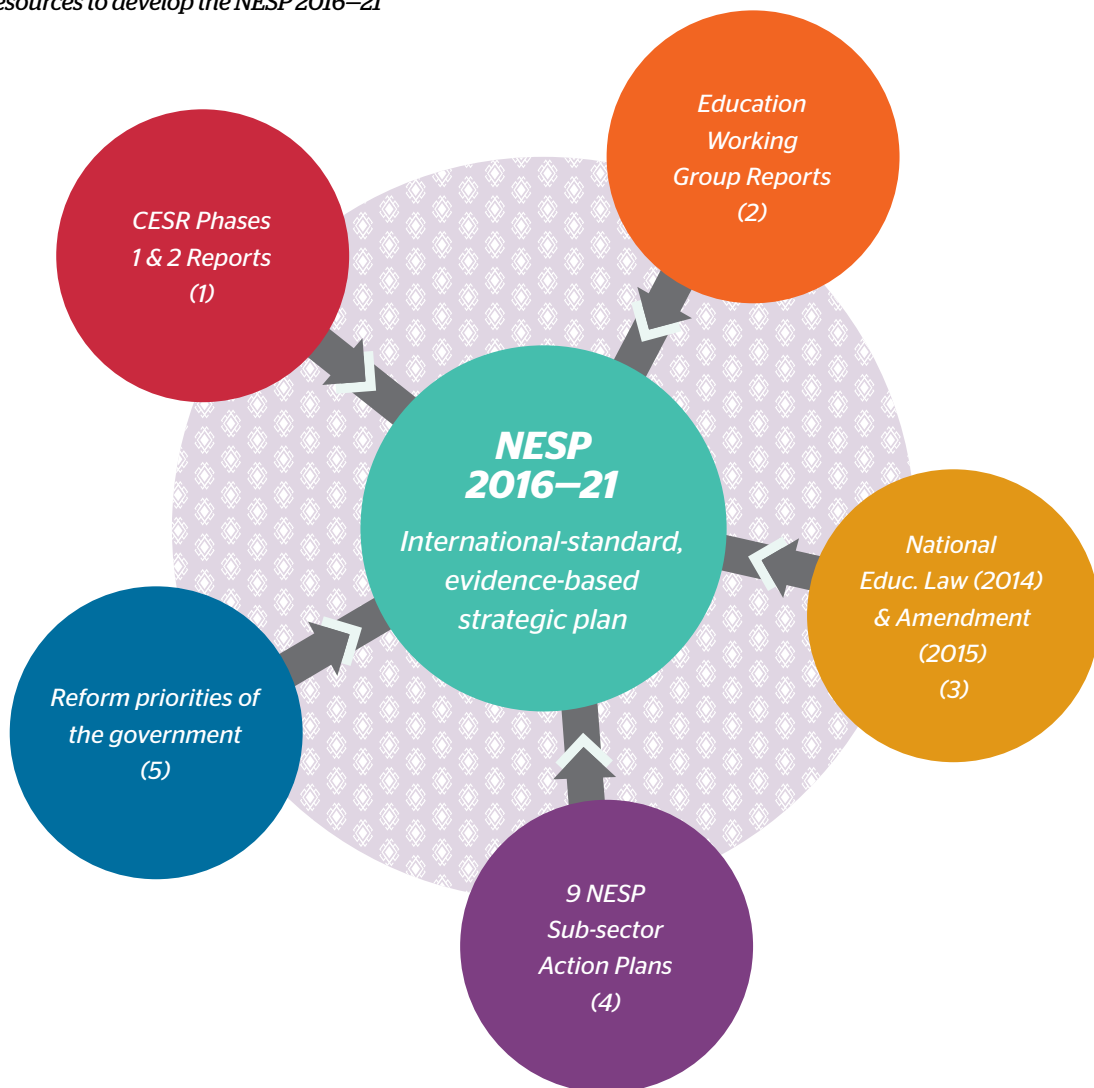 resources to develop the NESP 2016–21
Education
Working
Group Reports
(2)
CESR Phases
1 & 2 Reports
(1)
NESP
2016–21
International-standard,
evidence-based
strategic plan
National
Educ. Law (2014)
& Amendment
(2015)
(3)
9 NESP
Sub-sector
Action Plans
(4)
Reform priorities of
the government
(5)